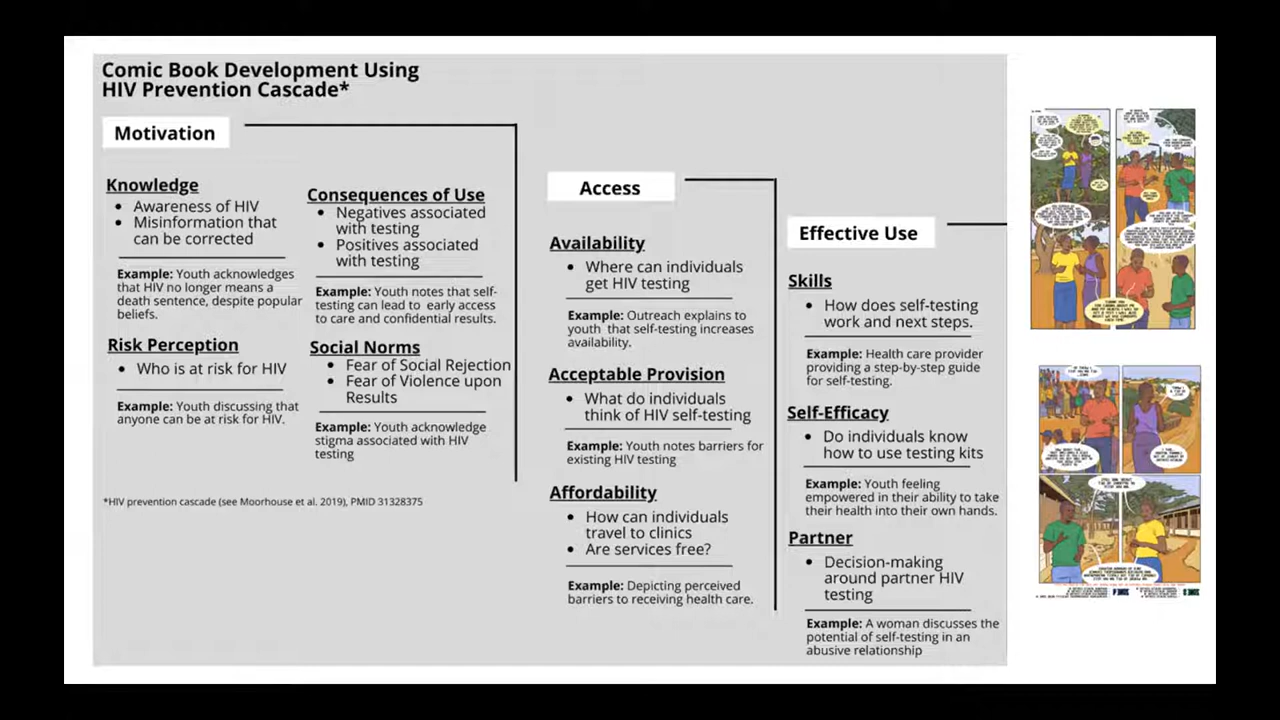 Comic Book Development Using
HIV Prevention Cascade*
Motivation
Knowledge
• Awareness of HIV
• Misinformation that
can be corrected
Example: Youth acknowledges
that HIV no longer means a
death sentence, despite popular
beliefs.
Risk Perception
• Who is at risk for HIV
Example: Youth discussing that
anyone can be at risk for HIV.
Consequences of Use
• Negatives associated
with testing
• Positives associated
with testing
Example: Youth notes that self-
testing can lead to early access
to care and confidential results.
Social Norms
• Fear of Social Rejection
• Fear of Violence upon
Results
Example: Youth acknowledge
stigma associated with HIV
testing
*HIV prevention cascade (see Moorhouse et al. 2019), PMID 31328375
Access
Availability
• Where can individuals
get HIV testing
Example: Outreach explains to
youth that self-testing increases
availability.
Acceptable Provision
• What do individuals
think of HIV self-testing
Example: Youth notes barriers for
existing HIV testing
Affordability
• How can individuals
travel to clinics
• Are services free?
Example: Depicting perceived
barriers to receiving health care.
Effective Use
Skills
• How does self-testing
work and next steps.
Example: Health care provider
providing a step-by-step guide
for self-testing.
Self-Efficacy
• Do individuals know
how to use testing kits
Example: Youth feeling
empowered in their ability to take
their health into their own hands.
Partner
• Decision-making
around partner HIV
testing
Example: A woman discusses the
potential of self-testing in an
abusive relationship